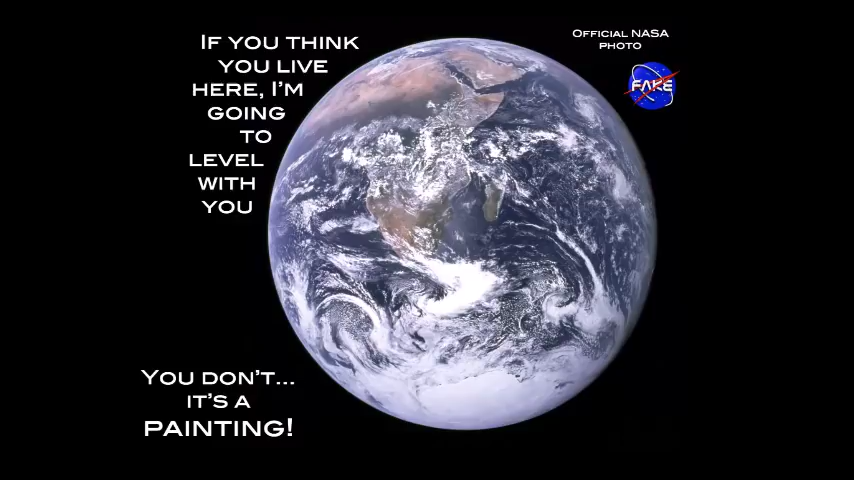 If you think
you live
here, I'm
going
to
level
with
you
Official NASA
photo
FAKE
You don't...
it's a
painting!